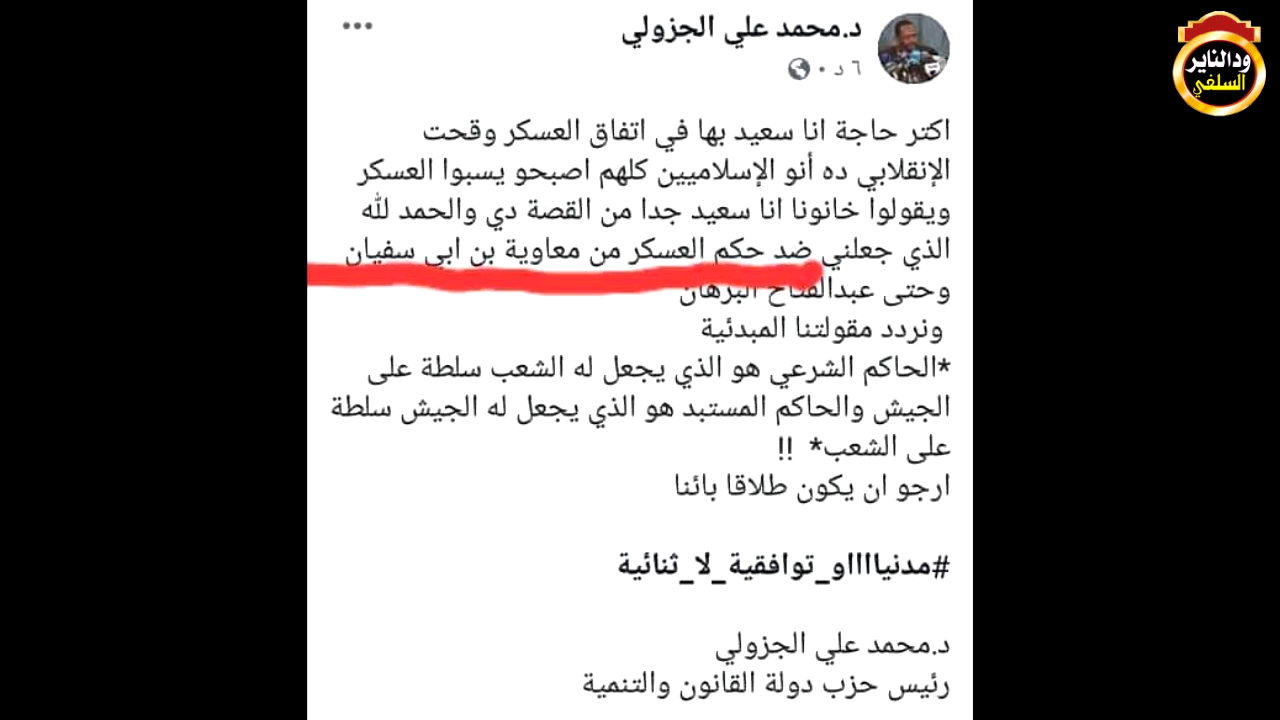 د.محمد علي الجزولي
٦ د
ودالناير
السلفي
اكتر حاجة انا سعيد بها في اتفاق العسكر وقحت
الإنقلابي ده أنو الإسلاميين كلهم اصبحو يسبوا العسكر
ويقولوا خانونا انا سعيد جدا من القصة دي والحمد لله
الذي جعلني ضد حكم العسكر من معاوية بن ابي سفيان
وحتى عبدالفتاح البرهان
ونردد مقولتنا المبدئية
*الحاكم الشرعي هو الذي يجعل له الشعب سلطة على
الجيش والحاكم المستبد هو الذي يجعل له الجيش سلطة
على الشعب* !!
ارجو ان يكون طلاقا بائنا
#مدنياااااو_توافقية_لا_ثنائية
د.محمد علي الجزولي
رئيس حزب دولة القانون والتنمية